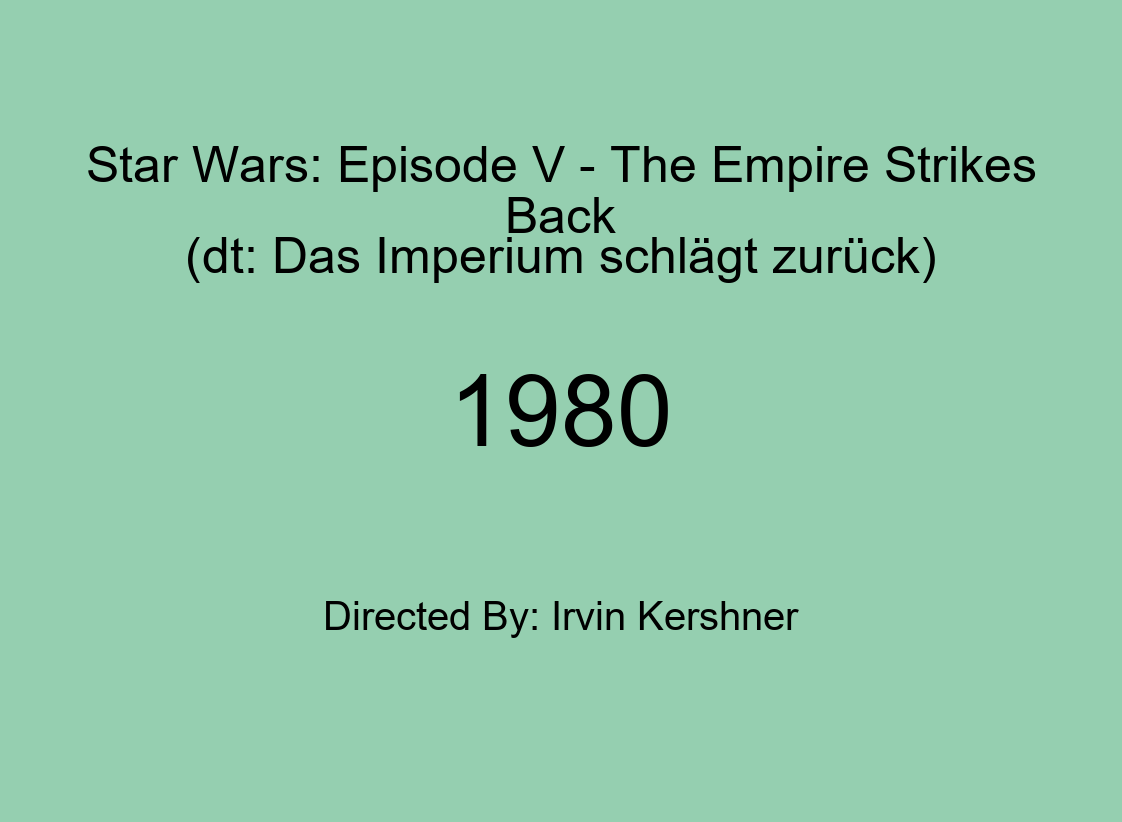 Star Wars: Episode V - The Empire Strikes
Back
(dt: Das Imperium schlägt zurück)
1980
Directed By: Irvin Kershner